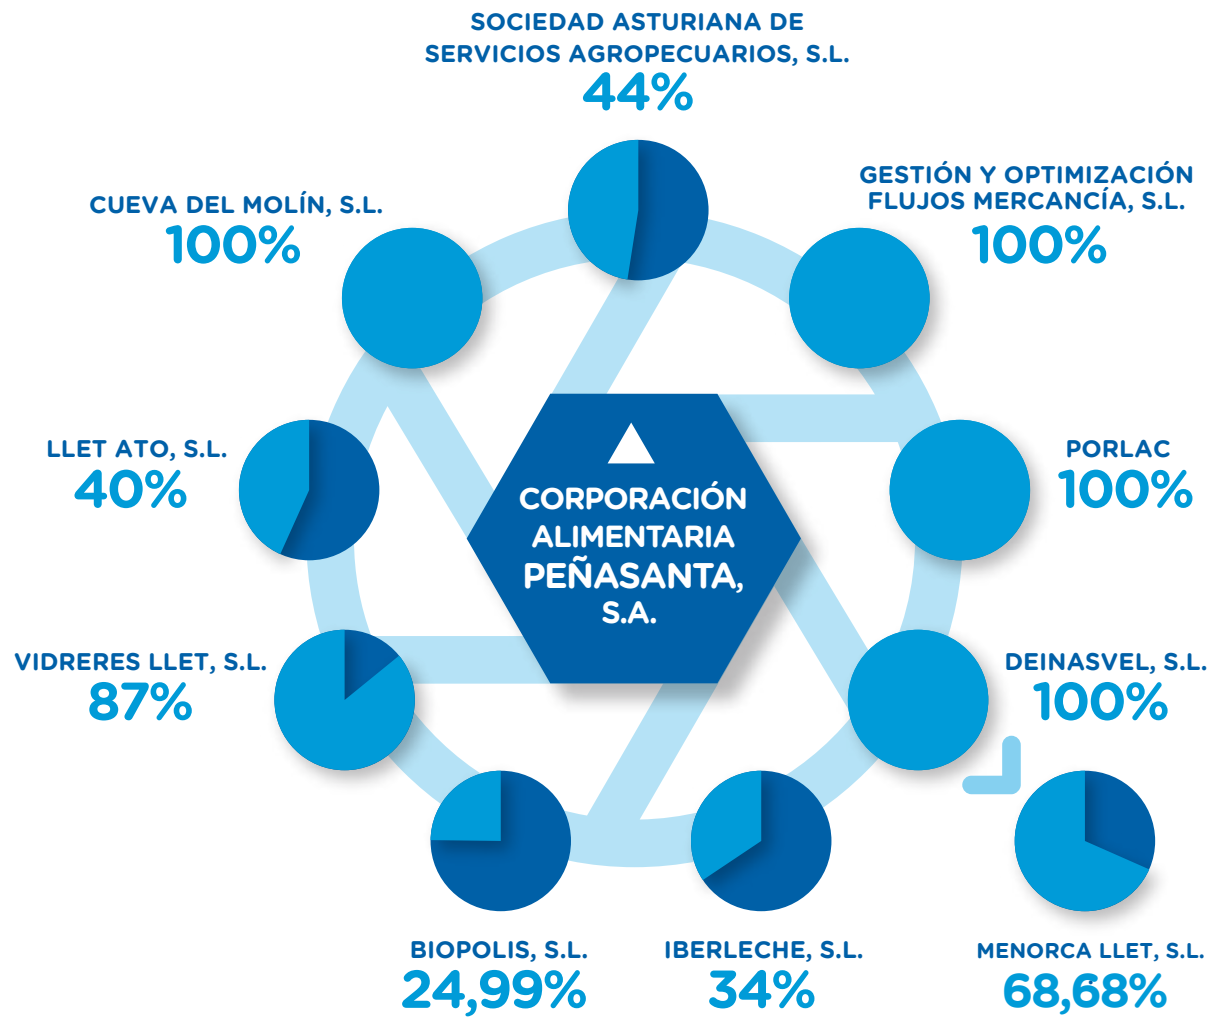 SOCIEDAD ASTURIANA DE
SERVICIOS AGROPECUARIOS, S.L.
44%
GESTIÓN Y OPTIMIZACIÓN
FLUJOS MERCANCÍA, S.L.
100%
CUEVA DEL MOLÍN, S.L.
100%
LLET ATO, S.L.
40%
PORLAC
100%
CORPORACIÓN
ALIMENTARIA
PEÑASANTA,
S.A.
VIDRERES LLET, S.L.
87%
DEINASVEL, S.L.
100%
BIOPOLIS, S.L.
24,99%
IBERLECHE, S.L.
34%
MENORCA LLET, S.L.
68,68%